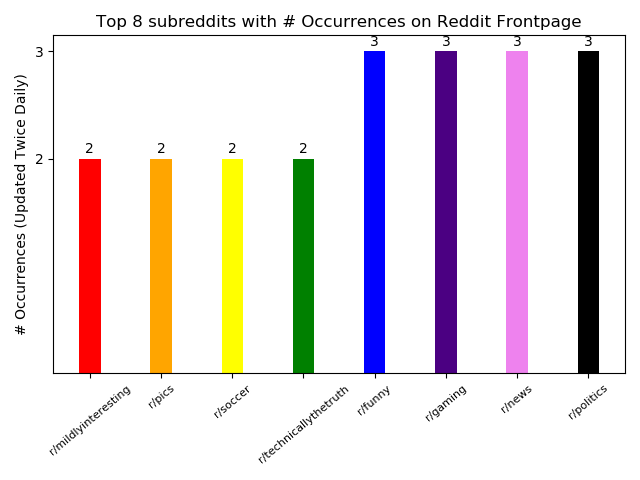 Top 8 subreddits with # Occurrences on Reddit Frontpage
# Occurrences (Updated Twice Daily)
3
2
2
2
2
2
3
3
3
3
r/mildlyinteresting
r/pics
r/soccer
r/technicallythetruth
r/funny
r/gaming
r/news
r/politics